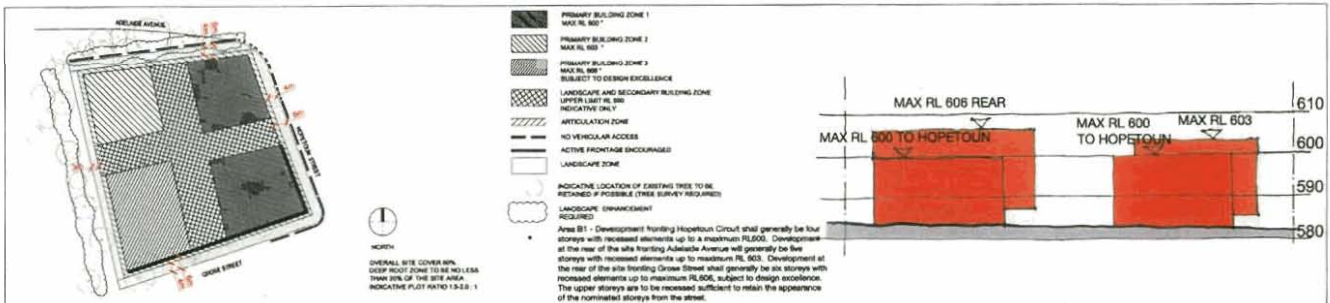 ADELAIDE AVENUE
HOPETOUN STREET
GROSE STREET
NORTH
OVERALL SITE COVER 60%.
DEEP ROOT ZONE TO BE NO LESS
THAN 20% OF THE SITE AREA.
INDICATIVE PLOT RATIO 1.5-2.0 : 1
PRIMARY BUILDING ZONE 1
MAX RL 600 *
PRIMARY BUILDING ZONE 2
MAX RL 603 *
PRIMARY BUILDING ZONE 3
MAX RL 606 *
SUBJECT TO DESIGN EXCELLENCE
LANDSCAPE AND SECONDARY BUILDING ZONE
UPPER LIMIT RL 590
INDICATIVE ONLY
ARTICULATION ZONE
NO VEHICULAR ACCESS
ACTIVE FRONTAGE ENCOURAGED
LANDSCAPE ZONE
INDICATIVE LOCATION OF EXISTING TREE TO BE
RETAINED IF POSSIBLE (TREE SURVEY REQUIRED)
LANDSCAPE ENHANCEMENT
REQUIRED
* Area B1 - Development fronting Hopetoun Circuit shall generally be four
storeys with recessed elements up to a maximum RL600. Development
at the rear of the site fronting Adelaide Avenue will generally be five
storeys with recessed elements up to maximum RL 603. Development at
the rear of the site fronting Grose Street shall generally be six storeys with
recessed elements up to maximum RL606, subject to design excellence.
The upper storeys are to be recessed sufficient to retain the appearance
of the nominated storeys from the street.
MAX RL 606 REAR
MAX RL 600 TO HOPETOUN
MAX RL 600
TO HOPETOUN
MAX RL 603
610
600
590
580